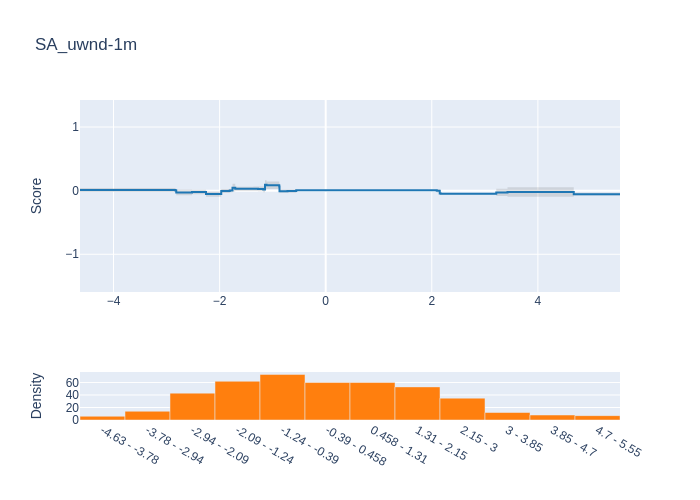 SA_uwnd-1m
1
0
−1
Score
−4
−2
0
2
4
60
40
20
0
Density
-4.63 - -3.78
-3.78 - -2.94
-2.94 - -2.09
-2.09 - -1.24
-1.24 - -0.39
-0.39 - 0.458
0.458 - 1.31
1.31 - 2.15
2.15 - 3
3 - 3.85
3.85 - 4.7
4.7 - 5.55